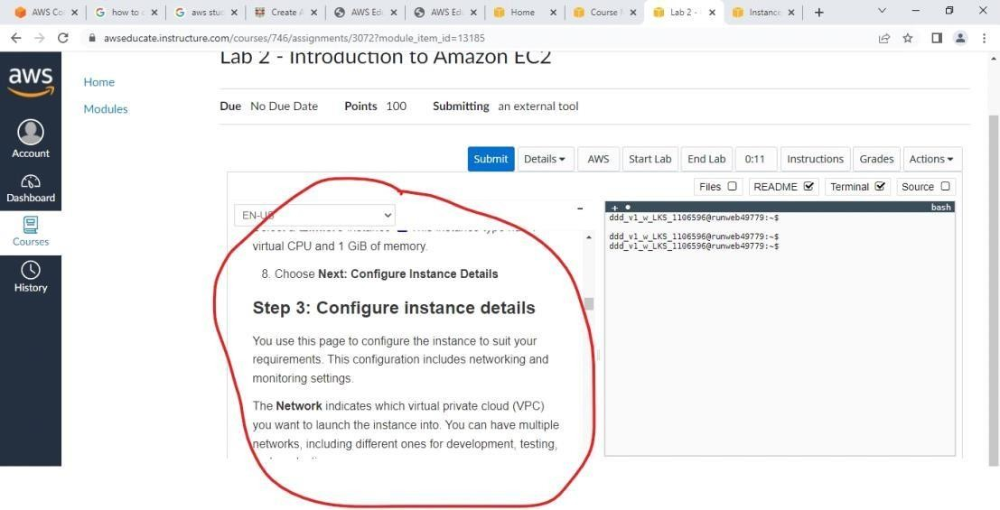 AWS Co
how to c
aws stud
Create A
AWS Edu
AWS Edu
Home
Course M
Lab 2 -
Instance
awseducate.instructure.com/courses/746/assignments/3072?module_item_id=13185
aws
Account
Dashboard
Courses
History
Home
Modules
Lab 2 - Introduction to Amazon EC2
Due No Due Date Points 100 Submitting an external tool
Submit Details AWS Start Lab End Lab 0:11 Instructions Grades Actions
Files README Terminal Source
EN-US
virtual CPU and 1 GiB of memory.
8. Choose Next: Configure Instance Details
Step 3: Configure instance details
You use this page to configure the instance to suit your
requirements. This configuration includes networking and
monitoring settings.
The Network indicates which virtual private cloud (VPC)
you want to launch the instance into. You can have multiple
networks, including different ones for development, testing,
bash
ddd_v1_w_LKS_1106596@runweb49779:~$
ddd_v1_w_LKS_1106596@runweb49779:~$
ddd_v1_w_LKS_1106596@runweb49779:~$